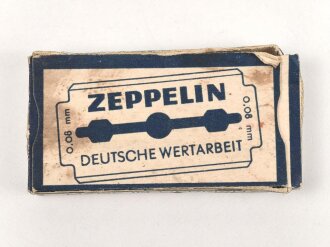 ZEPPELIN
0.08 mm
0.08 mm
DEUTSCHE WERTARBEIT